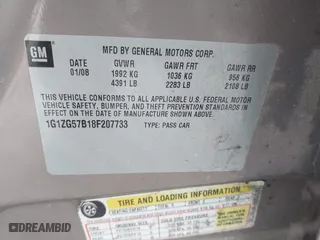 GM
MFD BY GENERAL MOTORS CORP.
DATE GVWR GAWR FRT GAWR RR
01/08 1992 KG 1036 KG 956 KG
4391 LB 2283 LB 2108 LB
THIS VEHICLE CONFORMS TO ALL APPLICABLE U.S. FEDERAL MOTOR
VEHICLE SAFETY, BUMPER, AND THEFT PREVENTION STANDARDS IN
EFFECT ON THE DATE OF MANUFACTURE SHOWN ABOVE.
1G1ZG57B18F207733 TYPE: PASS CAR
TIRE AND LOADING INFORMATION
DREAMBID